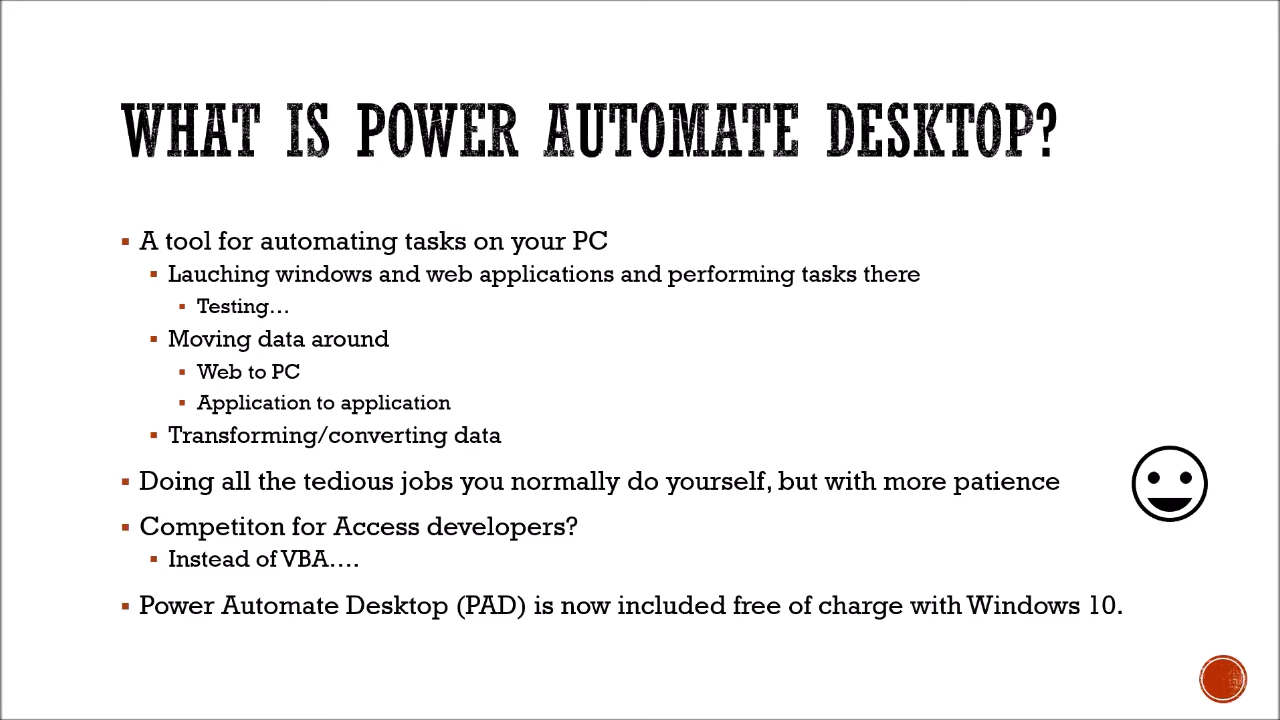 WHAT IS POWER AUTOMATE DESKTOP?
A tool for automating tasks on your PC
Lauching windows and web applications and performing tasks there
Testing...
Moving data around
Web to PC
Application to application
Transforming/converting data
Doing all the tedious jobs you normally do yourself, but with more patience
Competiton for Access developers?
Instead of VBA....
Power Automate Desktop (PAD) is now included free of charge with Windows 10.